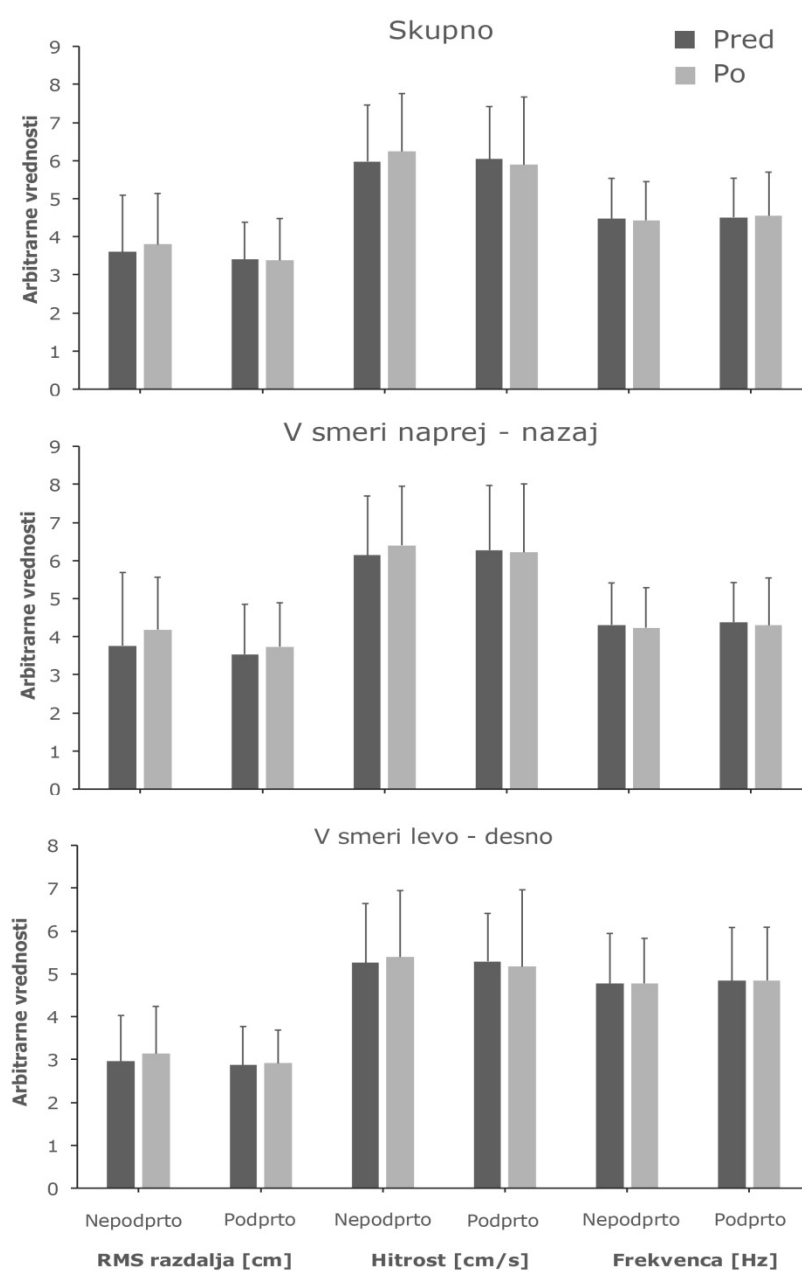 Skupno
Pred
Po
Arbitrarne vrednosti
9
8
7
6
5
4
3
2
1
0
V smeri naprej - nazaj
Arbitrarne vrednosti
9
8
7
6
5
4
3
2
1
0
V smeri levo - desno
Arbitrarne vrednosti
8
7
6
5
4
3
2
1
0
Nepodprto Podprto Nepodprto Podprto Nepodprto Podprto
RMS razdalja [cm] Hitrost [cm/s] Frekvenca [Hz]